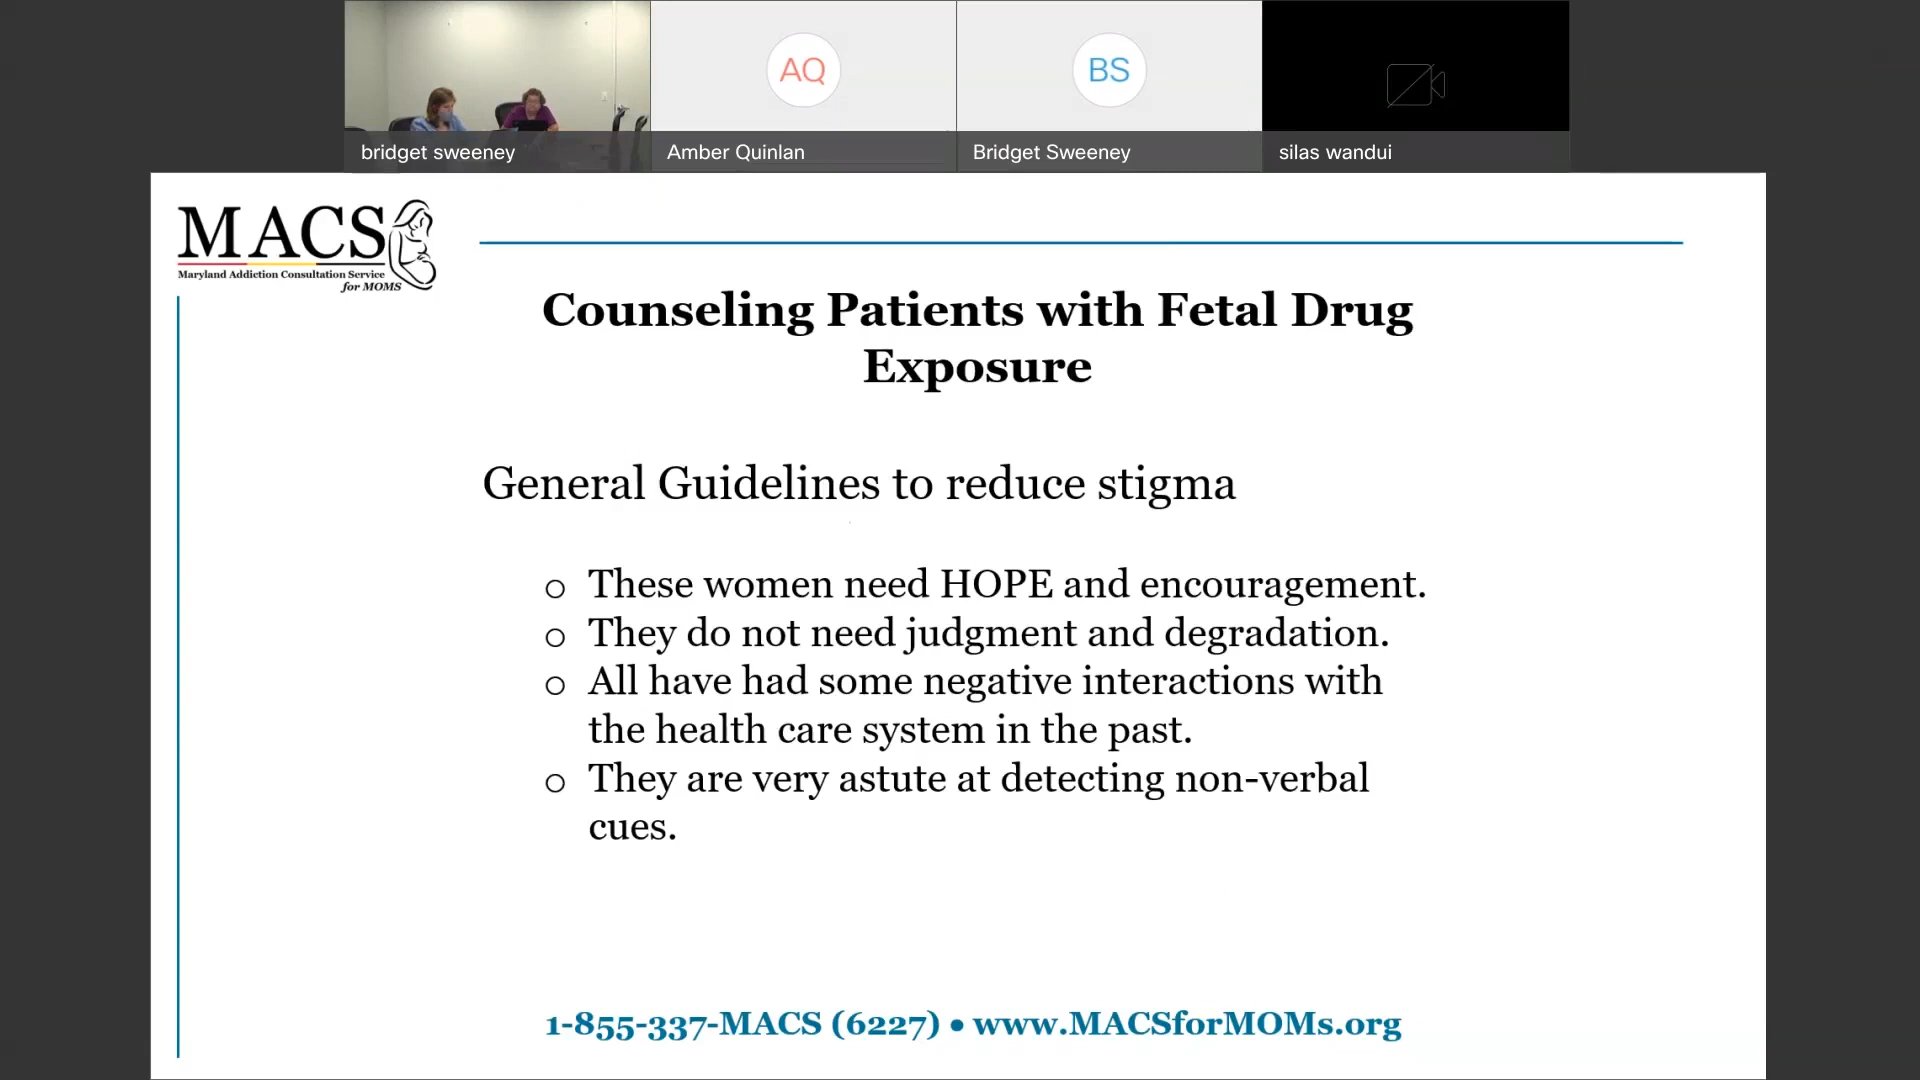 AQ
BS
bridget sweeney
Amber Quinlan
Bridget Sweeney
silas wandui
MACS
Maryland Addiction Consultation Service
for MOMS
Counseling Patients with Fetal Drug
Exposure
General Guidelines to reduce stigma
o These women need HOPE and encouragement.
o They do not need judgment and degradation.
o All have had some negative interactions with
the health care system in the past.
o They are very astute at detecting non-verbal
cues.
1-855-337-MACS (6227) • www.MACSforMOMs.org